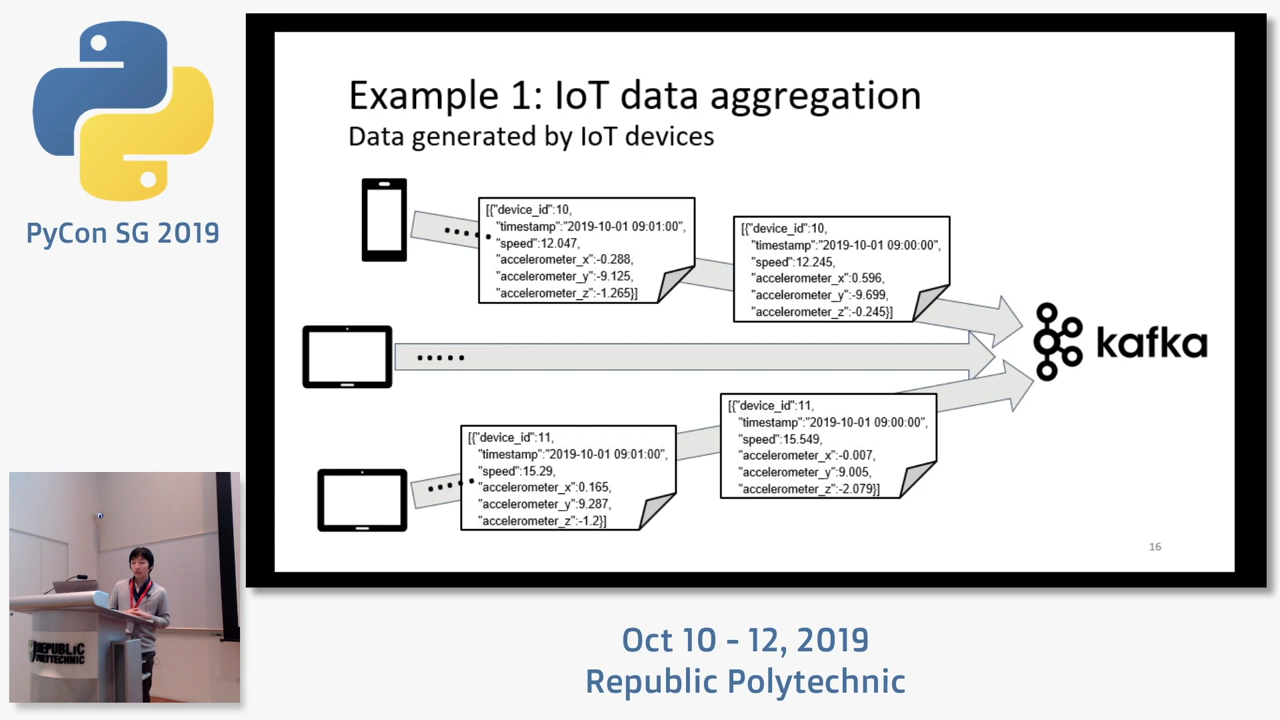 PyCon SG 2019
Example 1: IoT data aggregation
Data generated by IoT devices
[{"device_id":10,
"timestamp":"2019-10-01 09:01:00",
"speed":12.047,
"accelerometer_x":-0.288,
"accelerometer_y":-9.125,
"accelerometer_z":-1.265}]
[{"device_id":10,
"timestamp":"2019-10-01 09:00:00",
"speed":12.245,
"accelerometer_x":0.596,
"accelerometer_y":-9.699,
"accelerometer_z":-0.245}]
kafka
[{"device_id":11,
"timestamp":"2019-10-01 09:01:00",
"speed":15.29,
"accelerometer_x":0.165,
"accelerometer_y":9.287,
"accelerometer_z":-1.2}]
[{"device_id":11,
"timestamp":"2019-10-01 09:00:00",
"speed":15.549,
"accelerometer_x":-0.007,
"accelerometer_y":9.005,
"accelerometer_z":-2.079}]
16
REPUBLIC
POLYTECHNIC
Oct 10 - 12, 2019
Republic Polytechnic